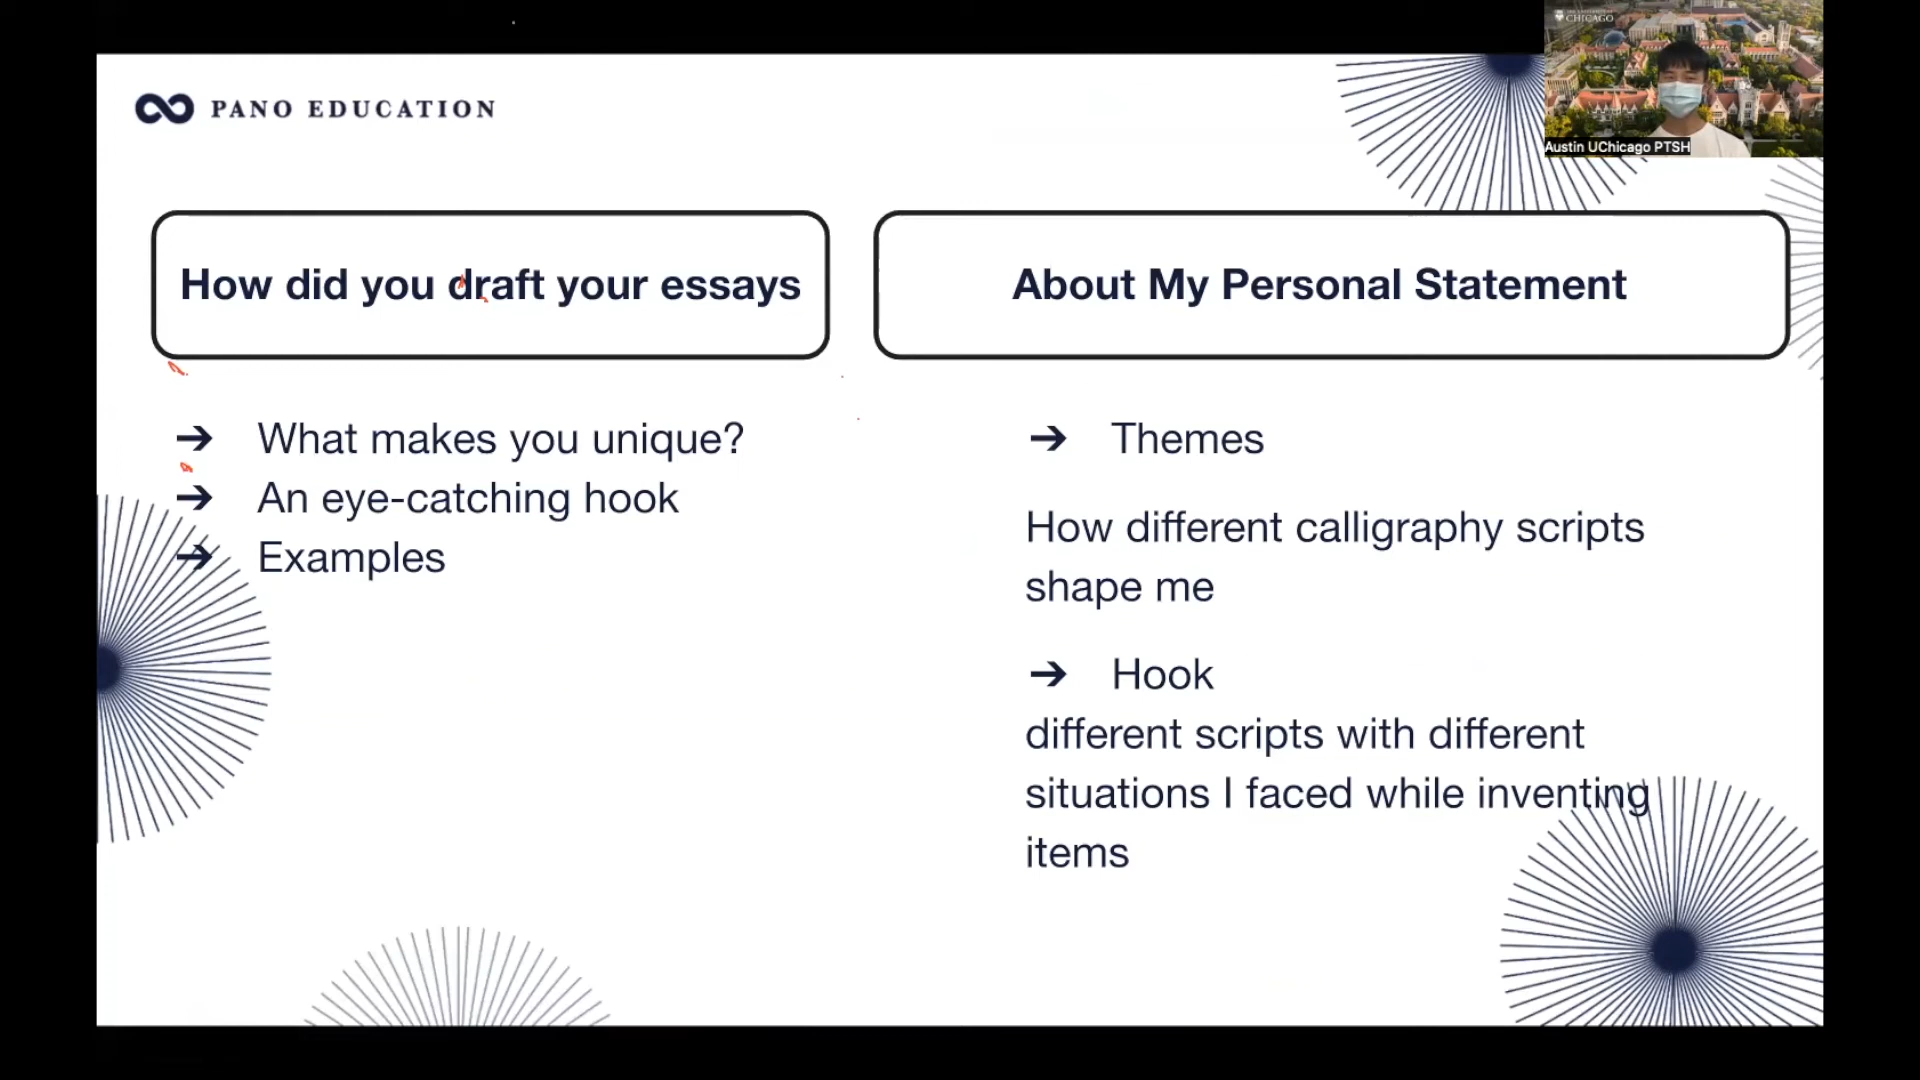 PANO EDUCATION
CHICAGO
Austin UChicago PTSH
How did you draft your essays
About My Personal Statement
➔ What makes you unique?
➔ An eye-catching hook
➔ Examples
➔ Themes
How different calligraphy scripts
shape me
➔ Hook
different scripts with different
situations I faced while inventing
items